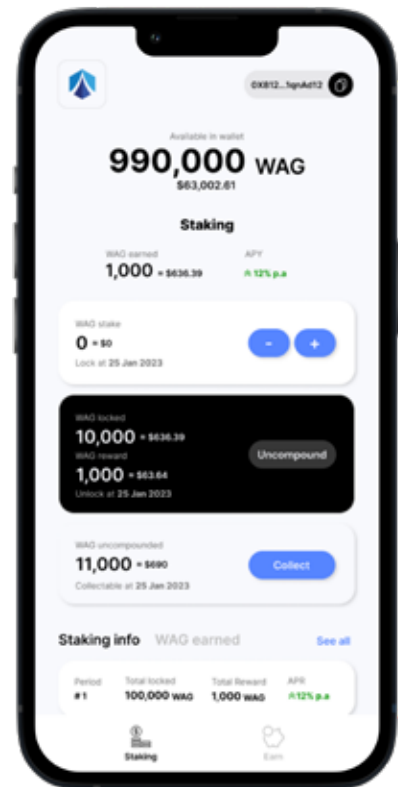 0X812...1qnAd12
Available in wallet
990,000 WAG
$63,002.61
Staking
WAG earned APY
1,000 ≈ $636.39 12% p.a
WAG stake
0 ≈ $0
- +
Lock at 25 Jan 2023
WAG locked
10,000 ≈ $636.39
WAG reward
Uncompound
1,000 ≈ $63.64
Unlock at 25 Jan 2023
WAG uncompounded
11,000 ≈ $690
Collect
Collectable at 25 Jan 2023
Staking info WAG earned See all
Period Total locked Total Reward APR
#1 100,000 WAG 1,000 WAG 12% p.a
Staking Earn